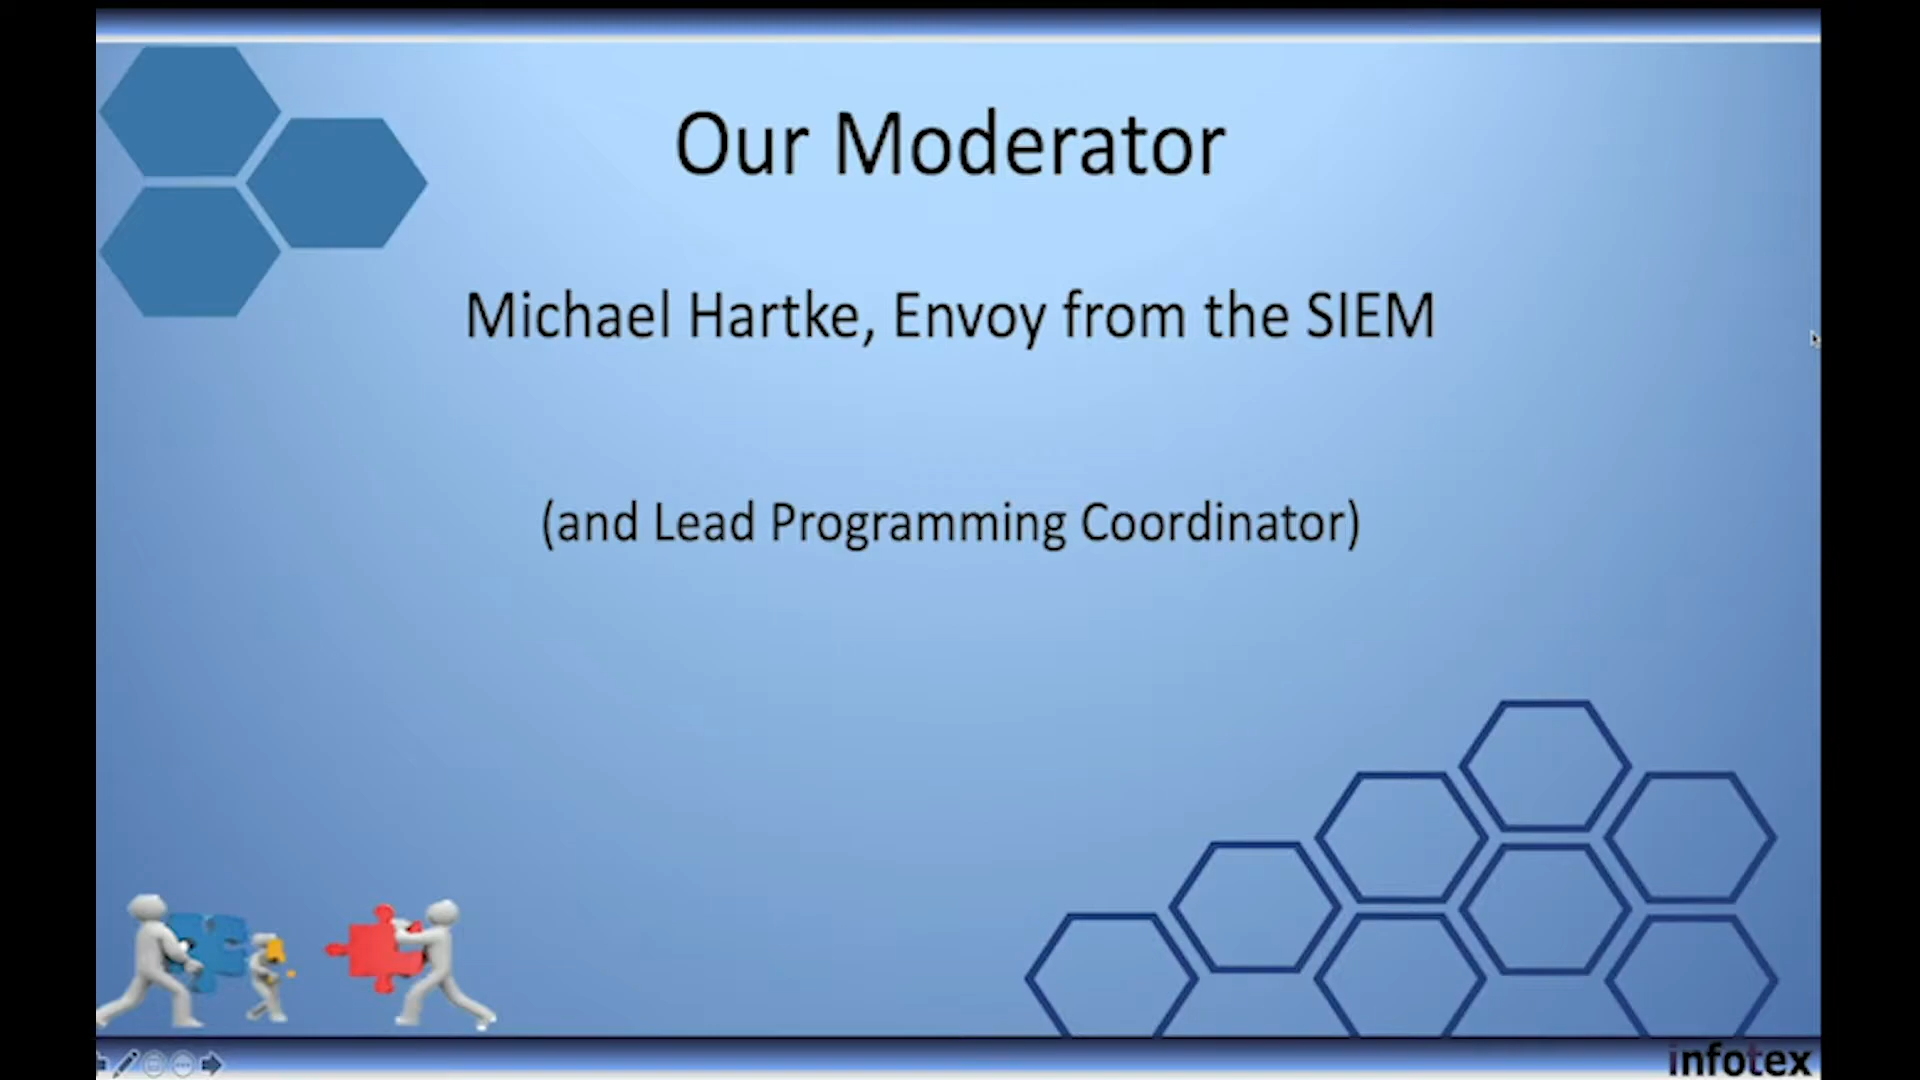 Our Moderator
Michael Hartke, Envoy from the SIEM
(and Lead Programming Coordinator)
infotex